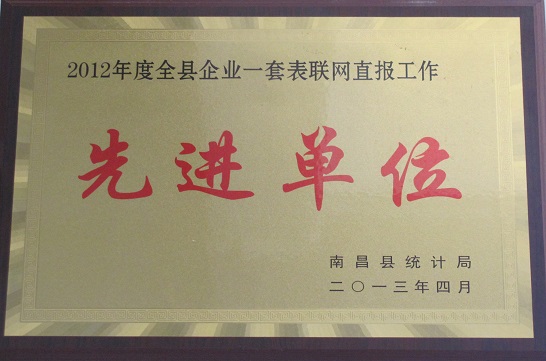 2012年度全县企业一套表联网直报工作
先进单位
南昌县统计局
二〇一三年四月